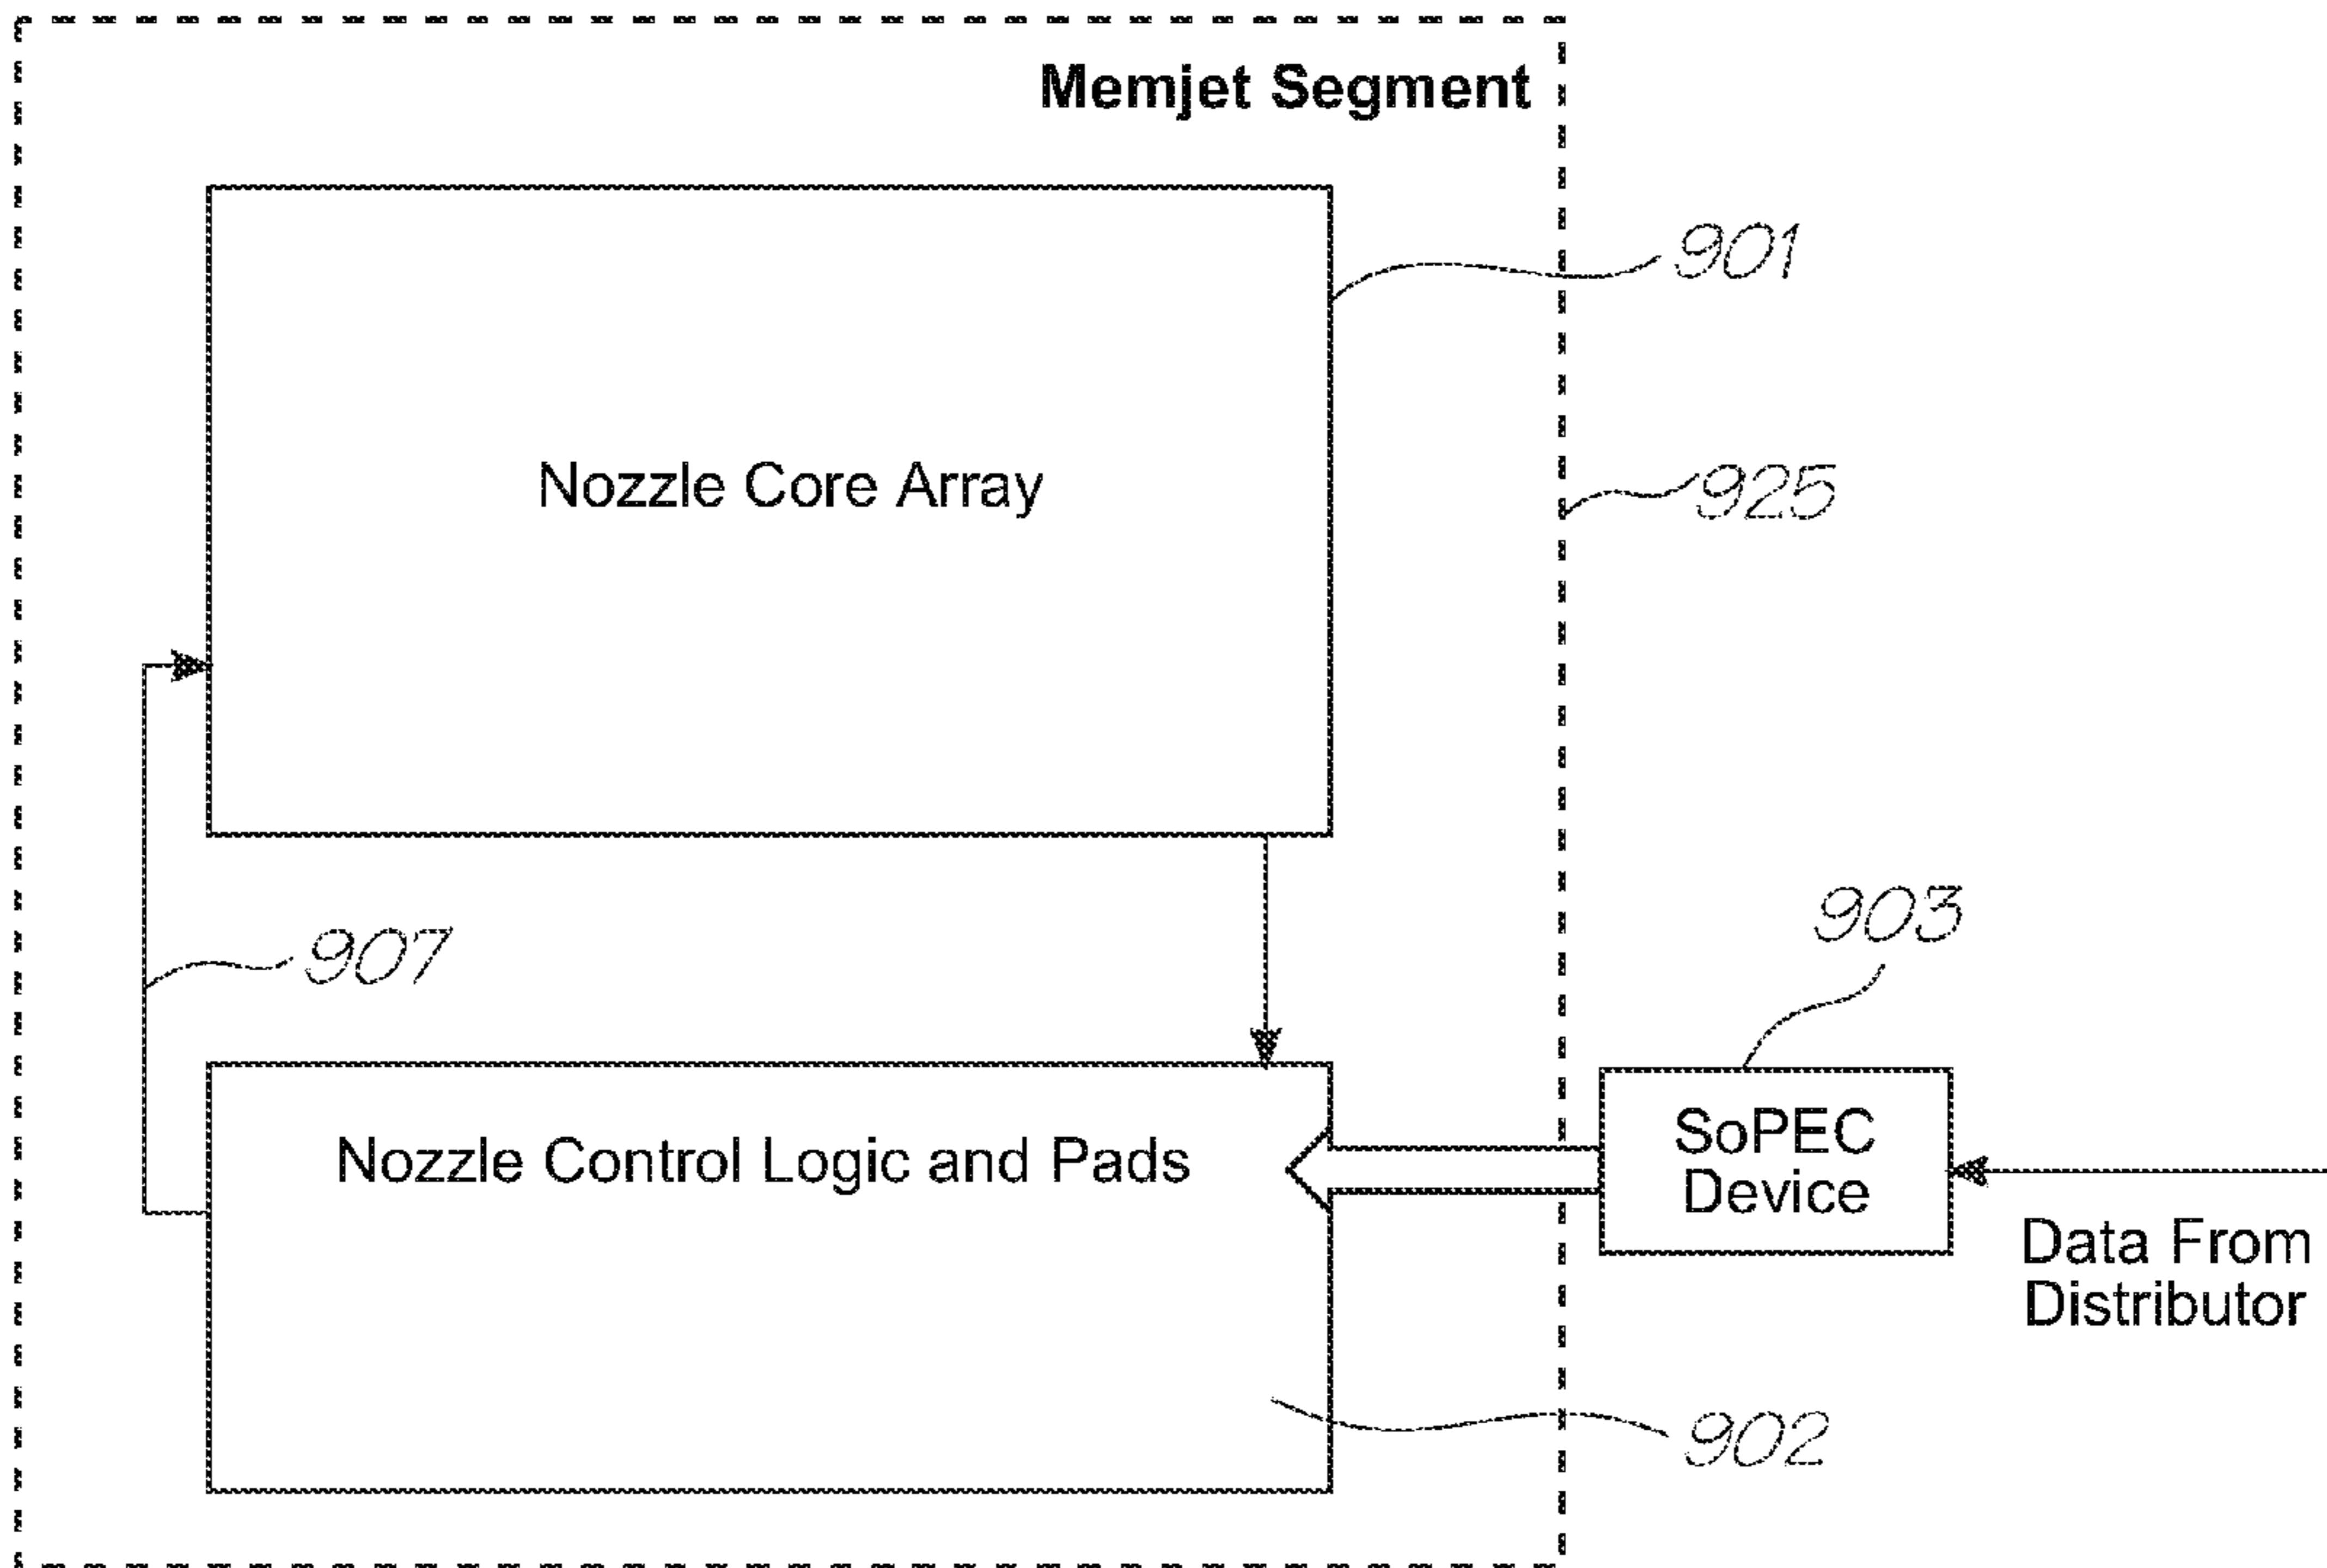 Memjet Segment
901
Nozzle Core Array
925
903
907
SoPEC
Device
Nozzle Control Logic and Pads
Data From
Distributor
902